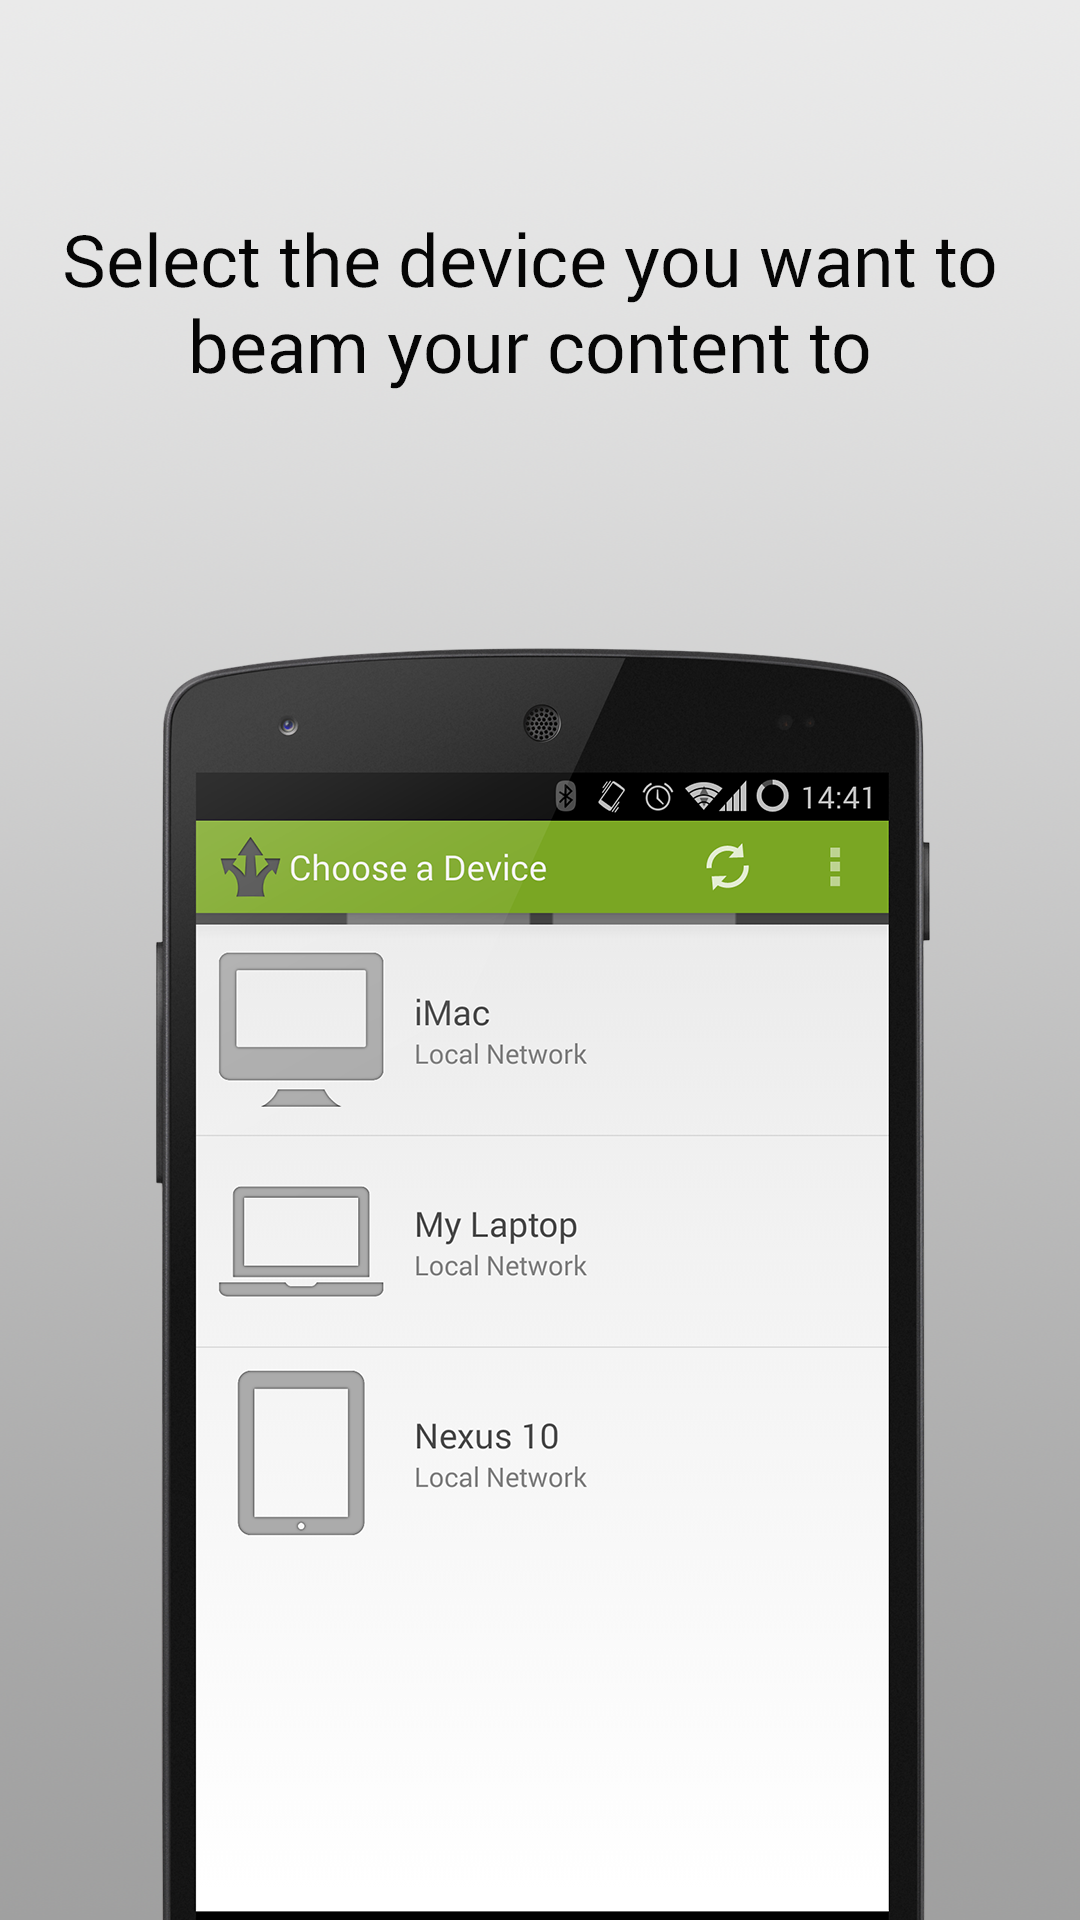 Select the device you want to
beam your content to
14:41
Choose a Device
iMac
Local Network
My Laptop
Local Network
Nexus 10
Local Network